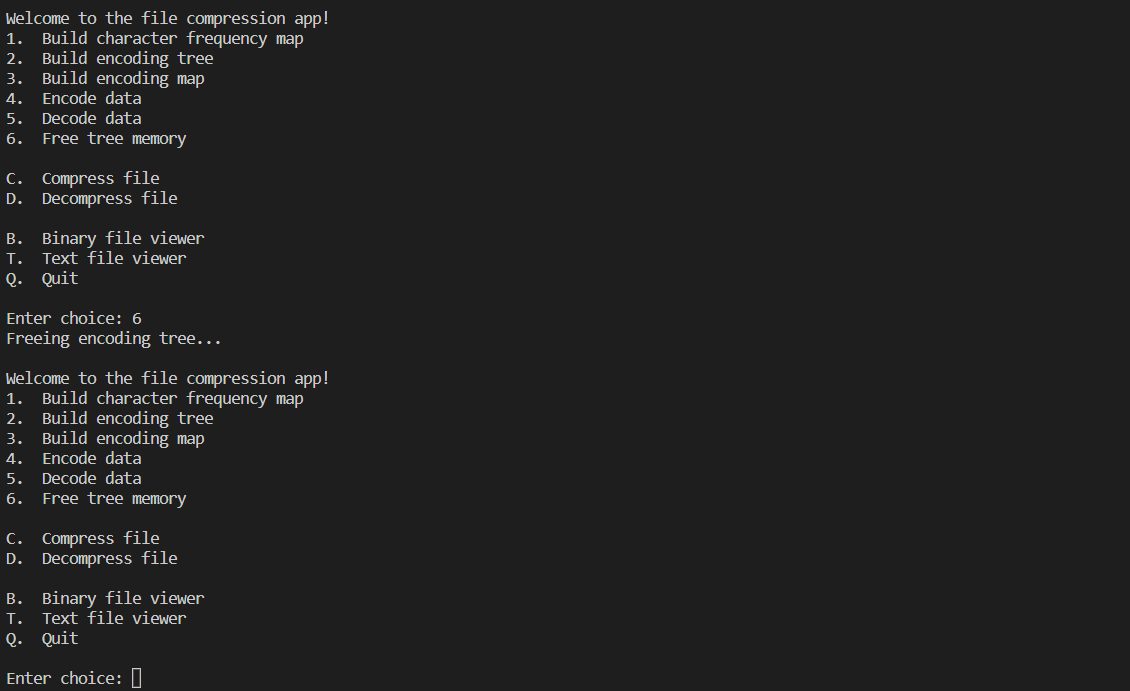 Welcome to the file compression app!
1.  Build character frequency map
2.  Build encoding tree
3.  Build encoding map
4.  Encode data
5.  Decode data
6.  Free tree memory

C.  Compress file
D.  Decompress file

B.  Binary file viewer
T.  Text file viewer
Q.  Quit

Enter choice: 6
Freeing encoding tree...

Welcome to the file compression app!
1.  Build character frequency map
2.  Build encoding tree
3.  Build encoding map
4.  Encode data
5.  Decode data
6.  Free tree memory

C.  Compress file
D.  Decompress file

B.  Binary file viewer
T.  Text file viewer
Q.  Quit

Enter choice: